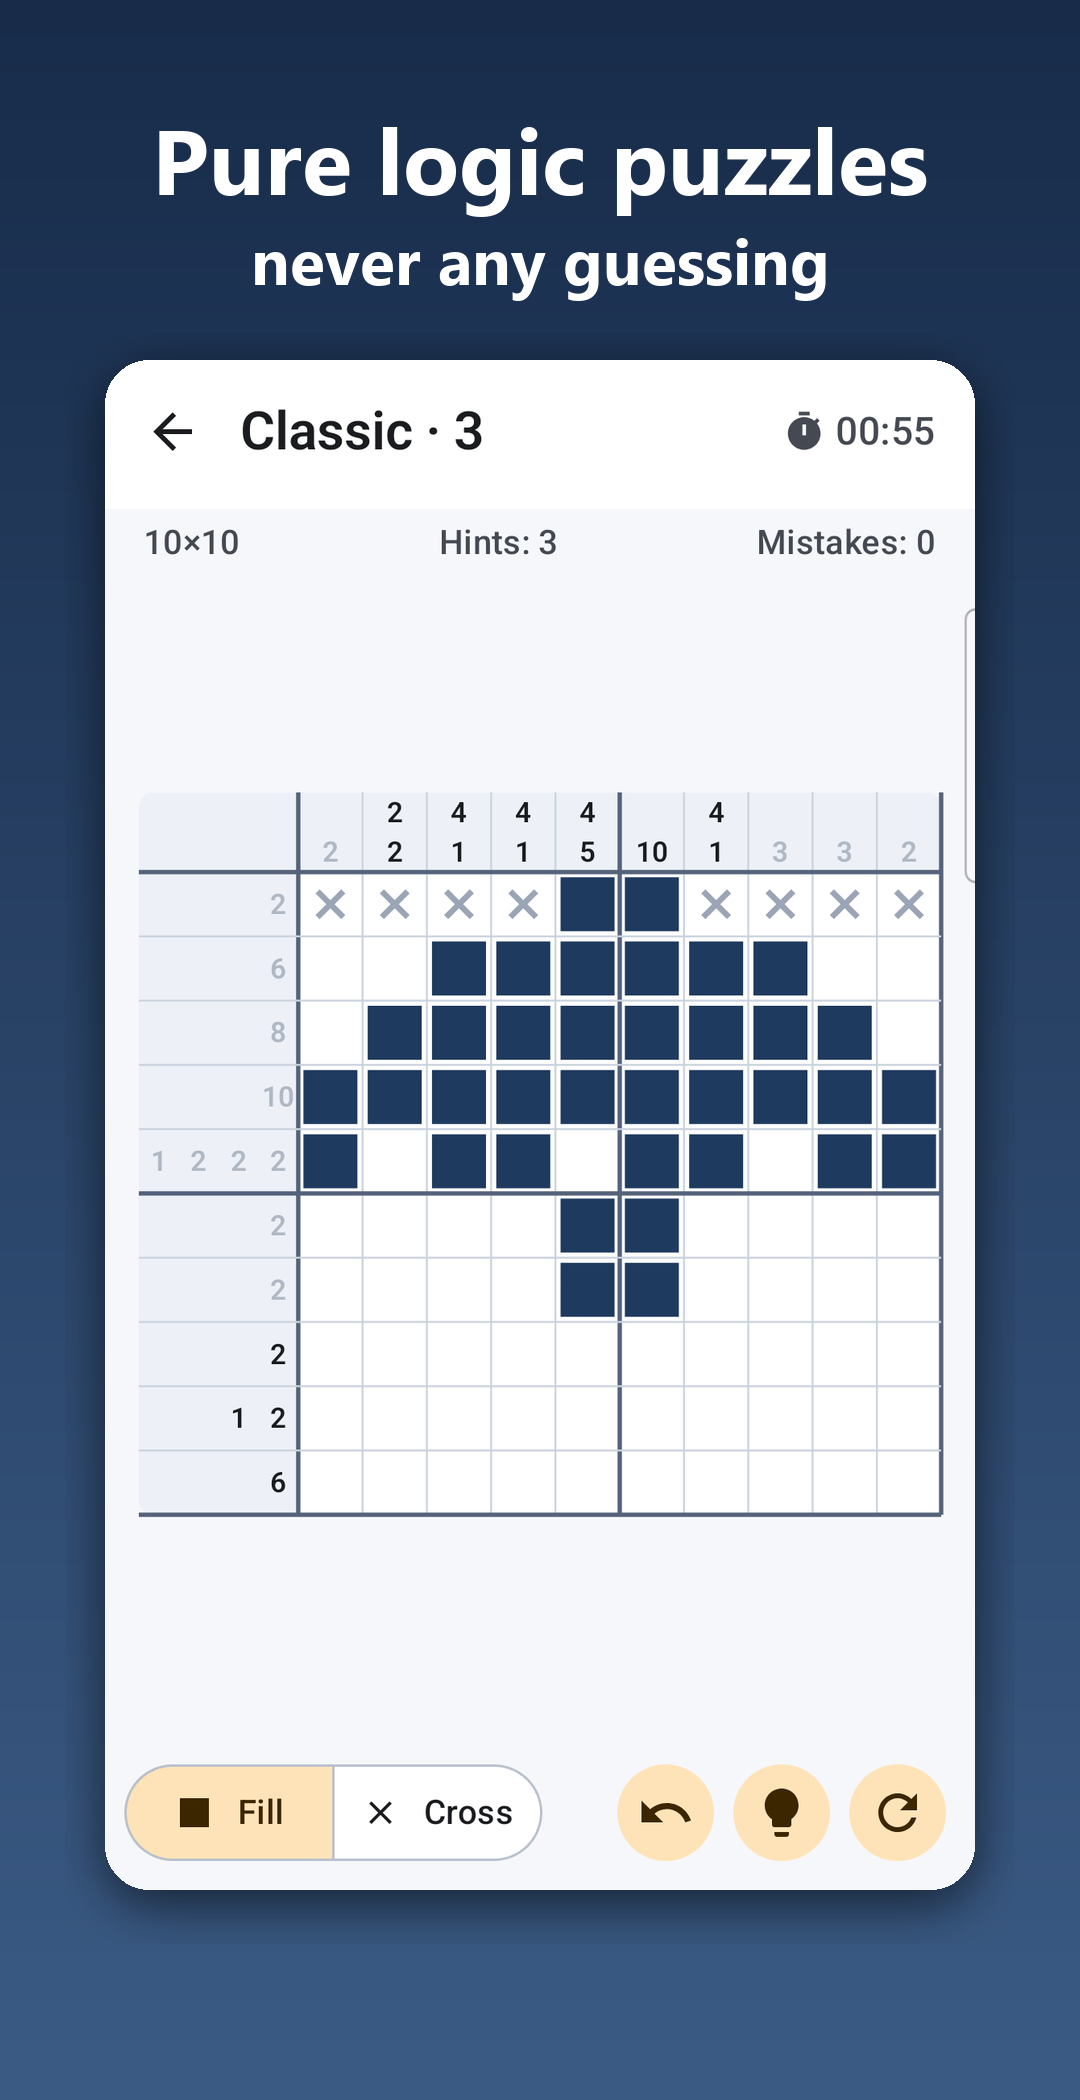 Pure logic puzzles
never any guessing
Classic · 3
00:55
10×10 Hints: 3 Mistakes: 0
2 4 4 4 4
2 2 1 1 5 10 1 3 3 2
2
6
8
10
1 2 2 2
2
2
2
1 2
6
Fill Cross